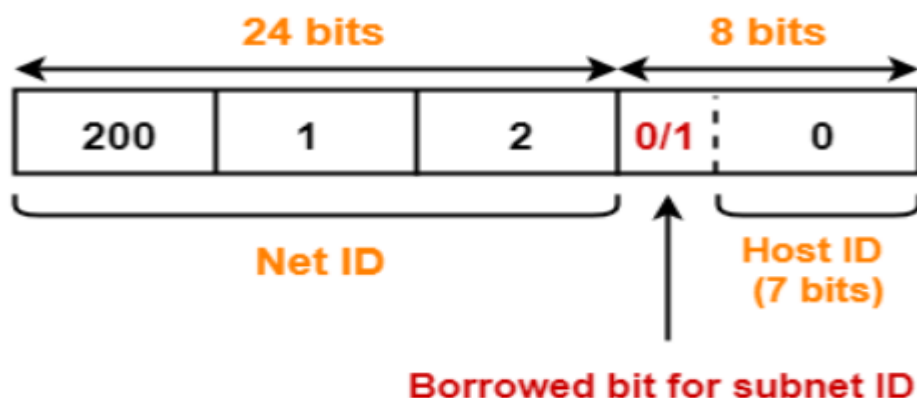 24 bits 8 bits
200 1 2 0/1 0
Net ID
Host ID
(7 bits)
Borrowed bit for subnet ID